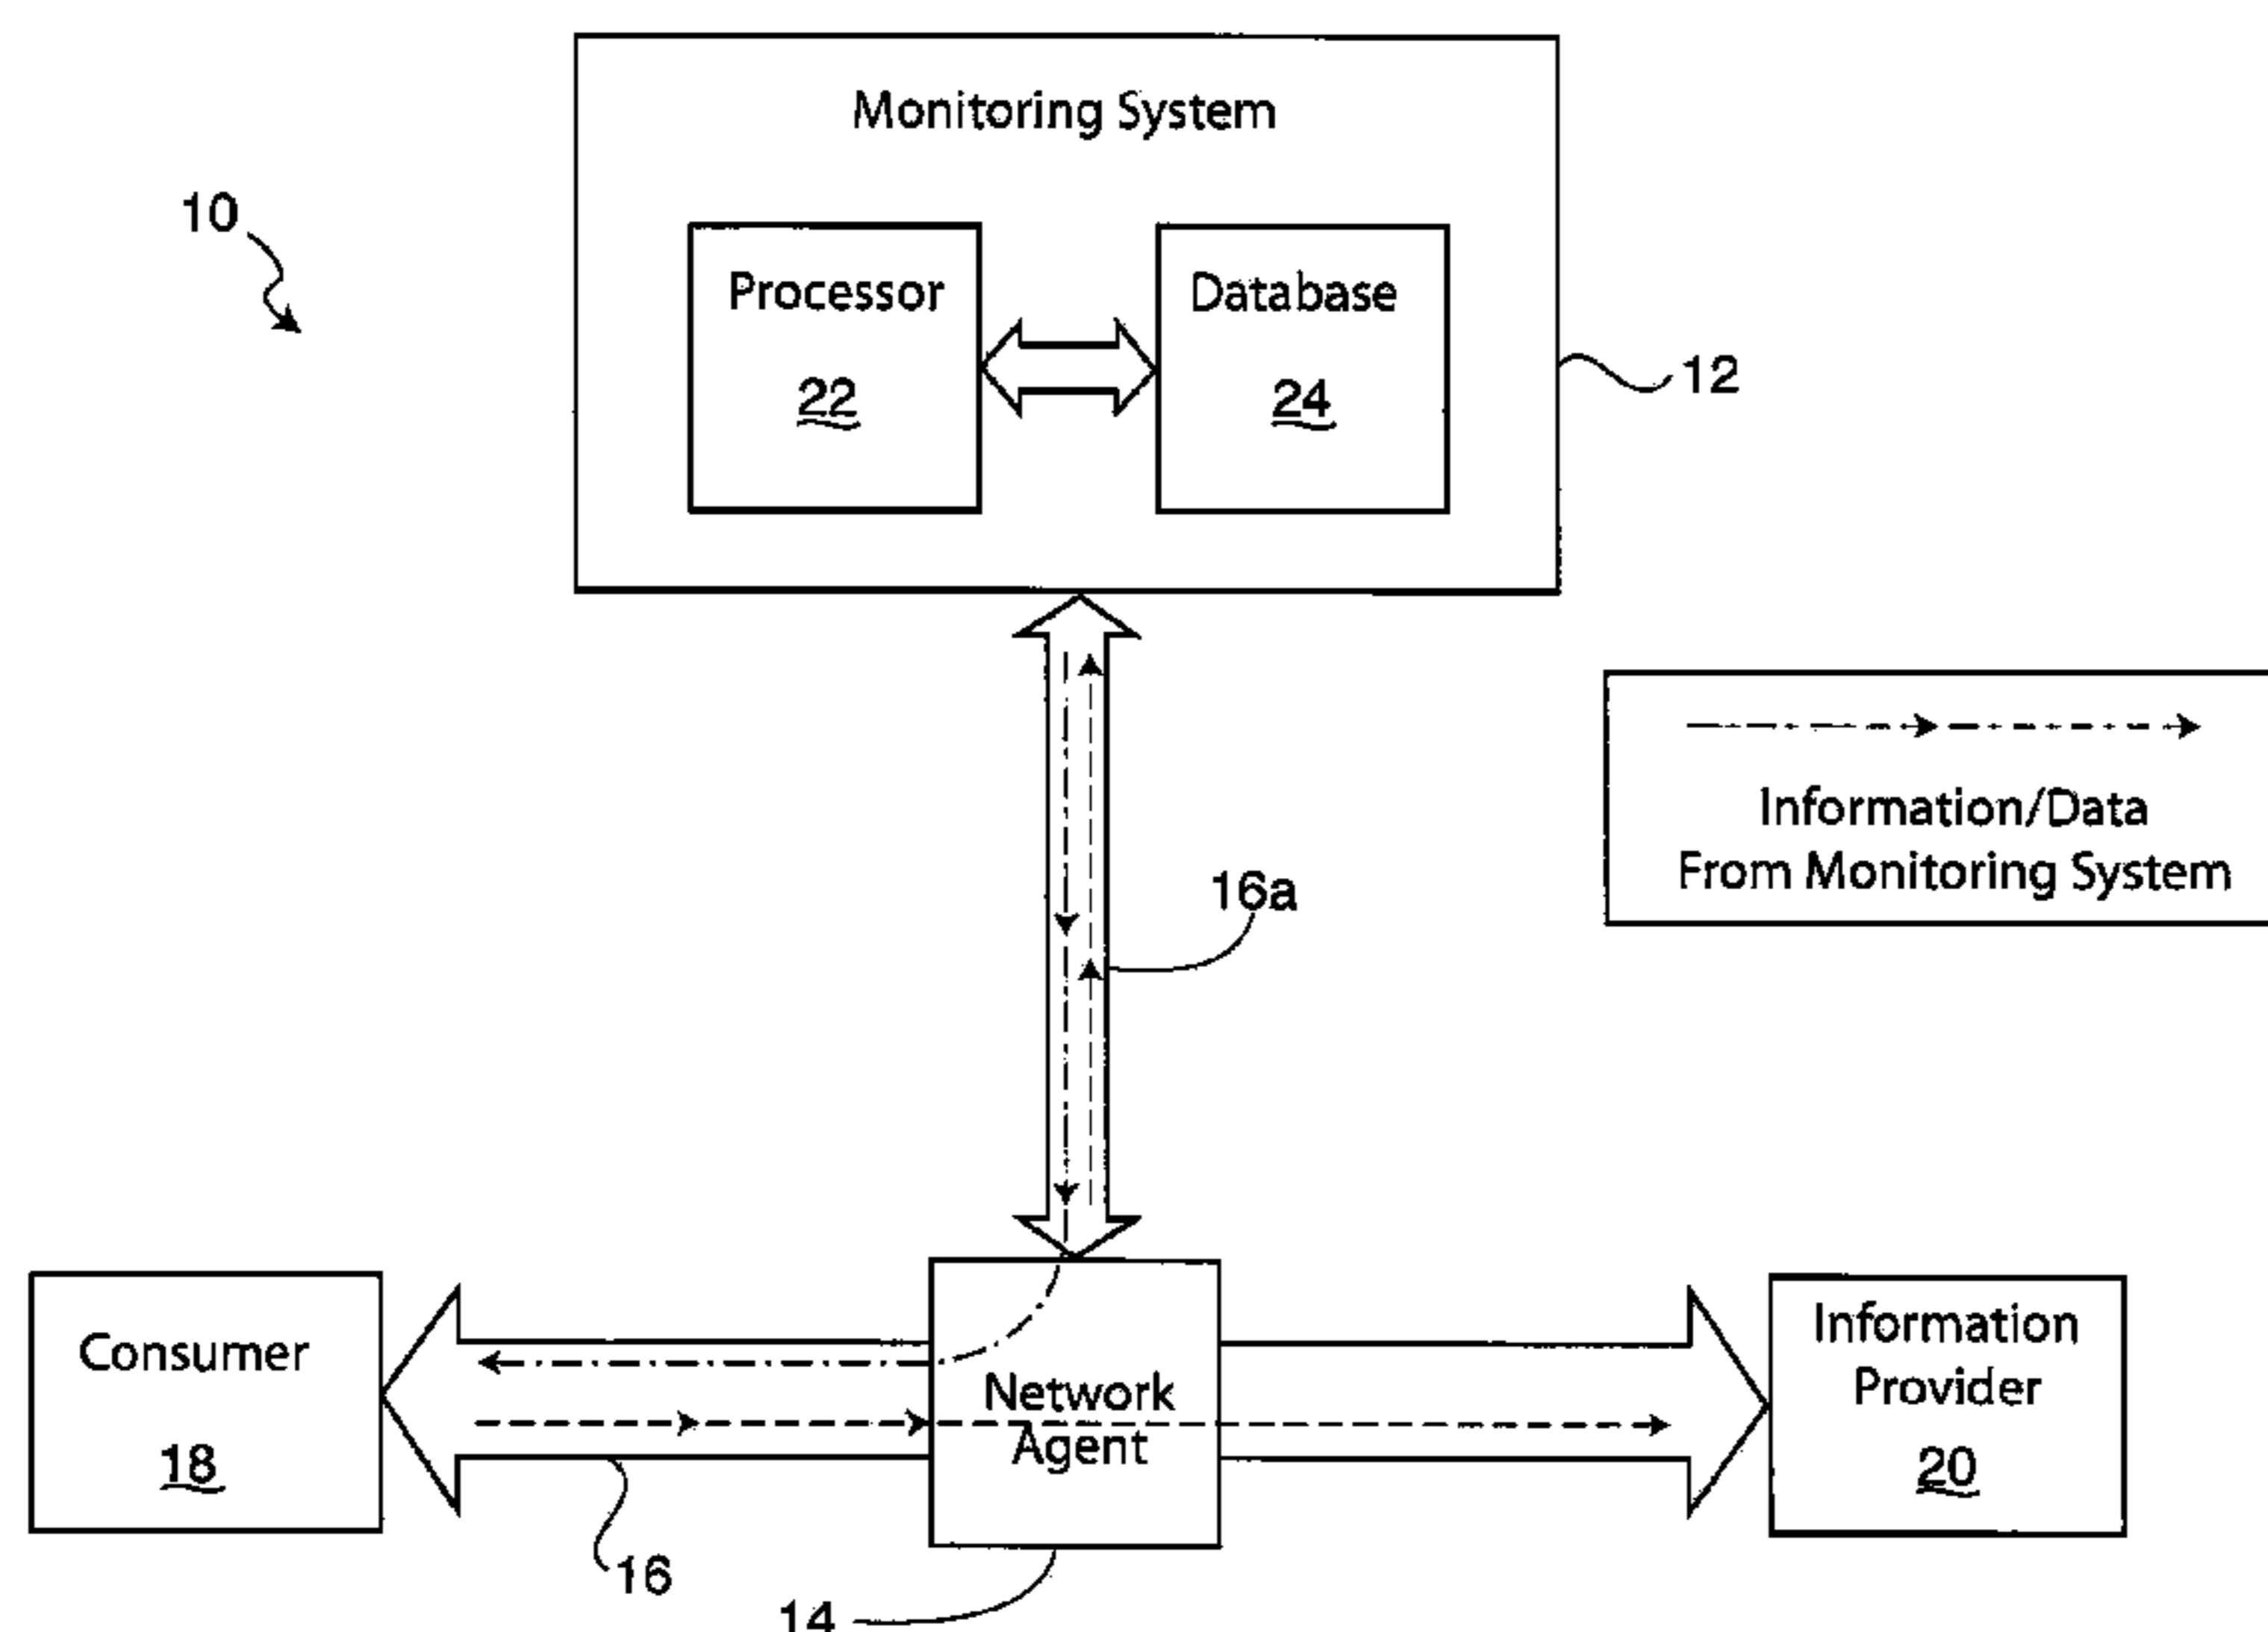 Monitoring System
10
Processor
Database
22
24
12
Information/Data
From Monitoring System
16a
Consumer
18
Network
Agent
Information
Provider
20
16
14